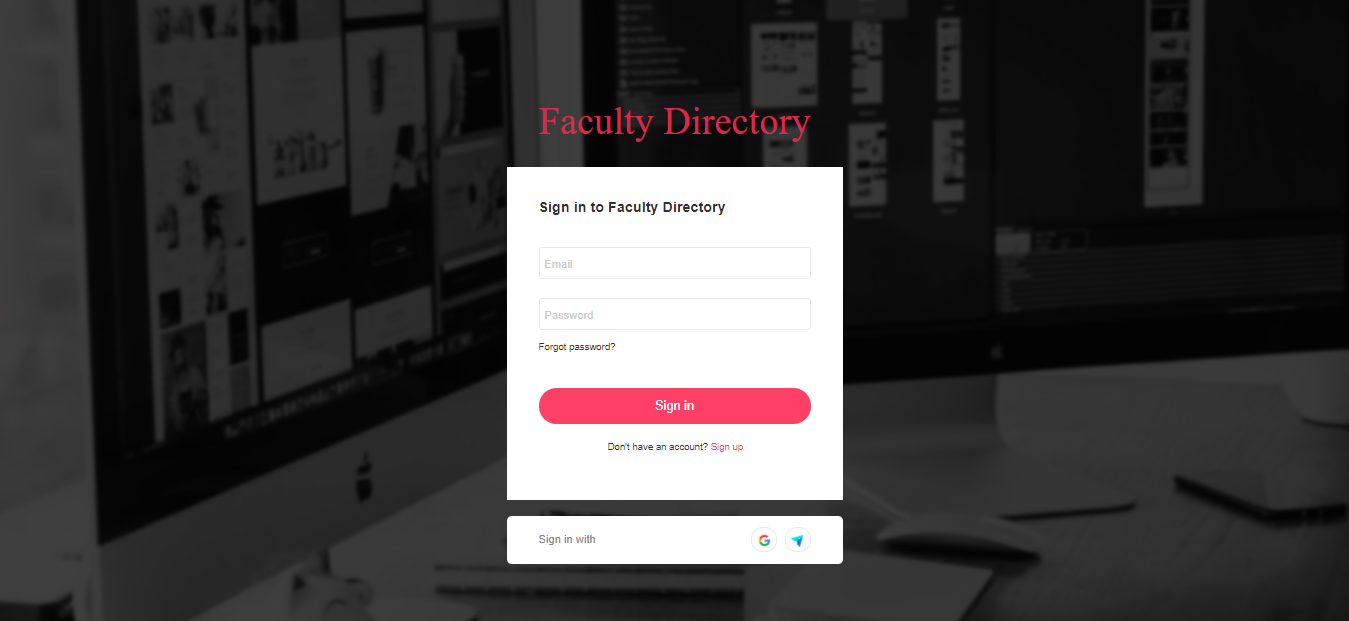 Faculty Directory
Sign in to Faculty Directory
Email
Password
Forgot password?
Sign in
Don't have an account? Sign up
Sign in with